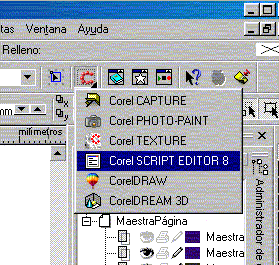 tas Ventana Ayuda
Relleno:
Corel CAPTURE
mm
Corel PHOTO-PAINT
milímetros
Corel TEXTURE
Corel SCRIPT EDITOR 8
CorelDRAW
CorelDREAM 3D
Administrador de
MaestraPágina
Maestra
Maestra